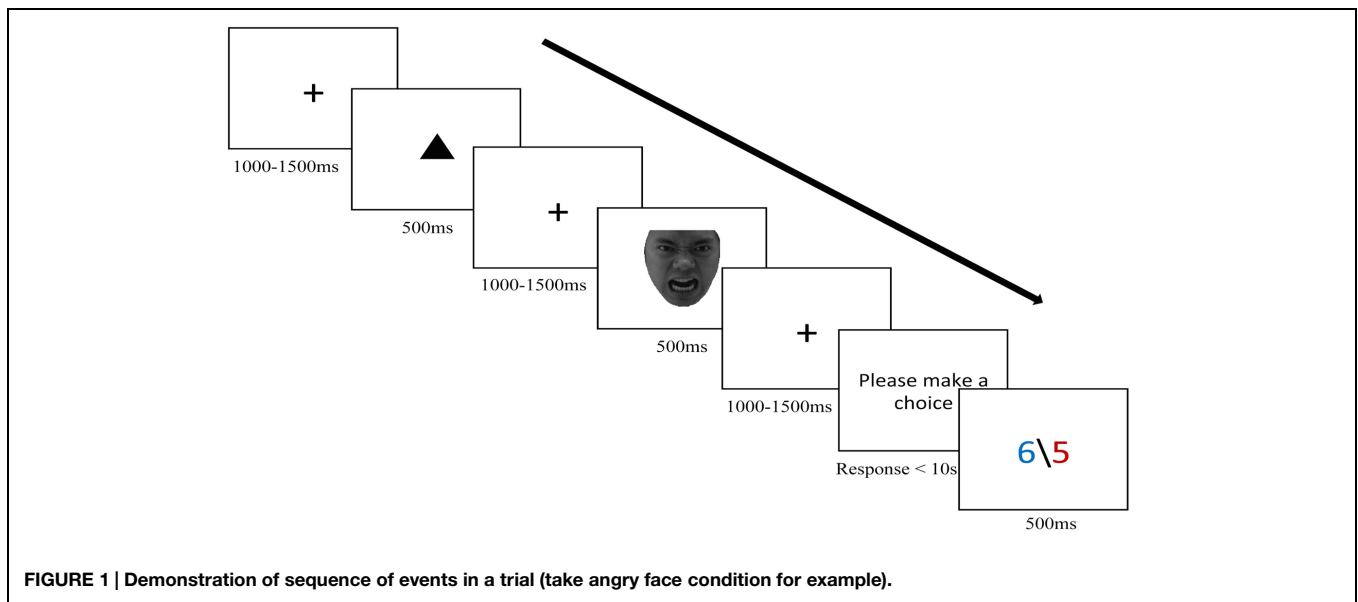 +
1000-1500ms
500ms
+
1000-1500ms
500ms
+
1000-1500ms
Please make a
choice
Response < 10s
6\5
500ms
FIGURE 1 | Demonstration of sequence of events in a trial (take angry face condition for example).